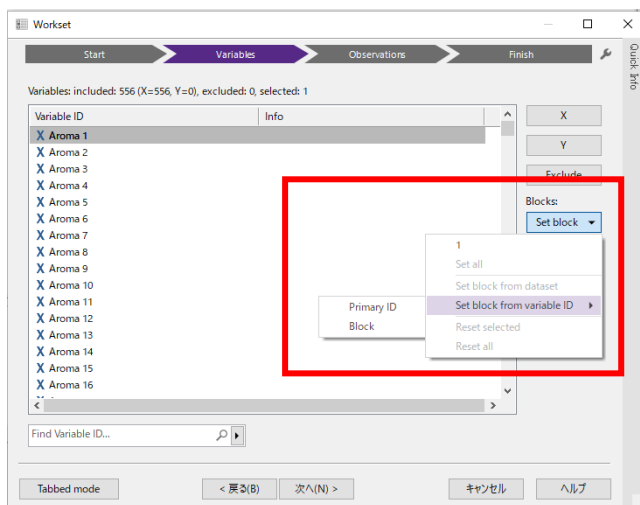 Workset
Quick Info
Start Variables Observations Finish
Variables: included: 556 (X=556, Y=0), excluded: 0, selected: 1
Variable ID Info
X Aroma 1
X Aroma 2
X Aroma 3
X Aroma 4
X Aroma 5
X Aroma 6
X Aroma 7
X Aroma 8
X Aroma 9
X Aroma 10
X Aroma 11
X Aroma 12
X Aroma 13
X Aroma 14
X Aroma 15
X Aroma 16
X
Y
Exclude
Blocks:
Set block
1
Set all
Set block from dataset
Set block from variable ID
Reset selected
Reset all
Primary ID
Block
Find Variable ID...
Tabbed mode < 戻る(B) 次へ(N) > キャンセル ヘルプ